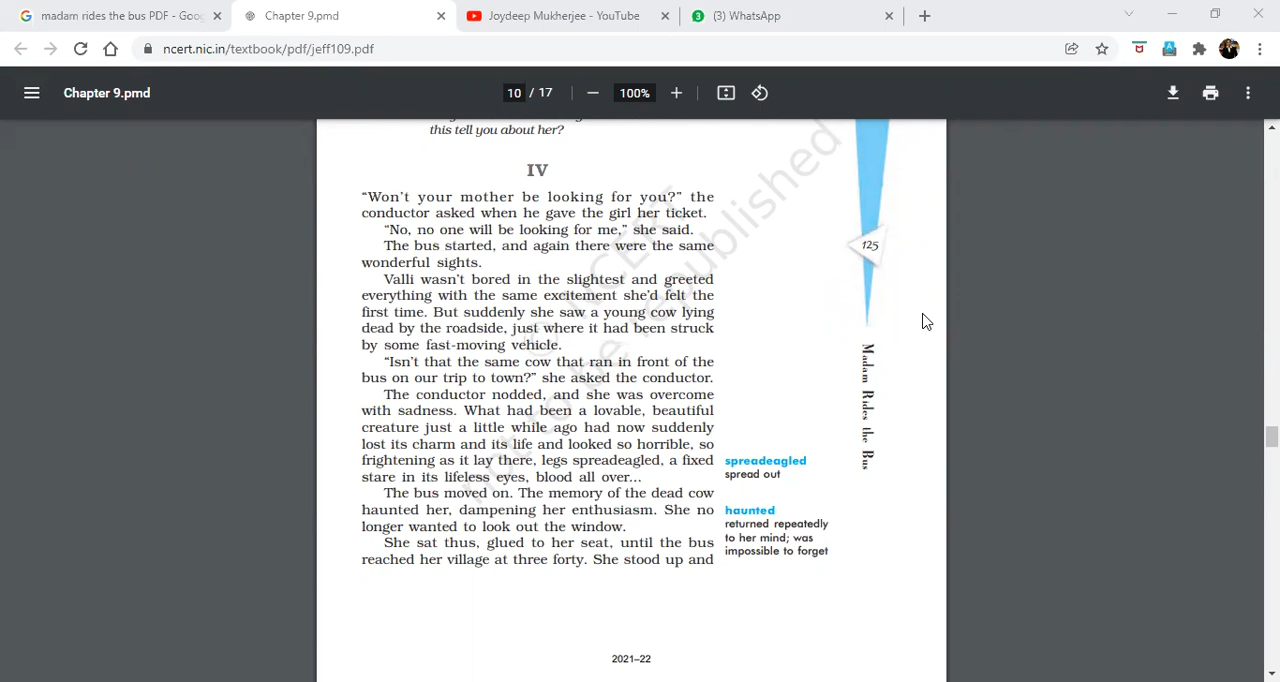 madam rides the bus PDF - Goo
Chapter 9.pmd
Joydeep Mukherjee - YouTube
3
(3) WhatsApp
ncert.nic.in/textbook/pdf/jeff109.pdf
Chapter 9.pmd
10 / 17
100%
this tell you about her?
IV
“Won’t your mother be looking for you?” the
conductor asked when he gave the girl her ticket.
“No, no one will be looking for me,” she said.
The bus started, and again there were the same
wonderful sights.
Valli wasn’t bored in the slightest and greeted
everything with the same excitement she’d felt the
first time. But suddenly she saw a young cow lying
dead by the roadside, just where it had been struck
by some fast-moving vehicle.
“Isn’t that the same cow that ran in front of the
bus on our trip to town?” she asked the conductor.
The conductor nodded, and she was overcome
with sadness. What had been a lovable, beautiful
creature just a little while ago had now suddenly
lost its charm and its life and looked so horrible, so
frightening as it lay there, legs spreadeagled, a fixed
stare in its lifeless eyes, blood all over...
The bus moved on. The memory of the dead cow
haunted her, dampening her enthusiasm. She no
longer wanted to look out the window.
She sat thus, glued to her seat, until the bus
reached her village at three forty. She stood up and
spreadeagled
spread out
haunted
returned repeatedly
to her mind; was
impossible to forget
125
Madam Rides the Bus
© NCERT
not to be republished
2021–22